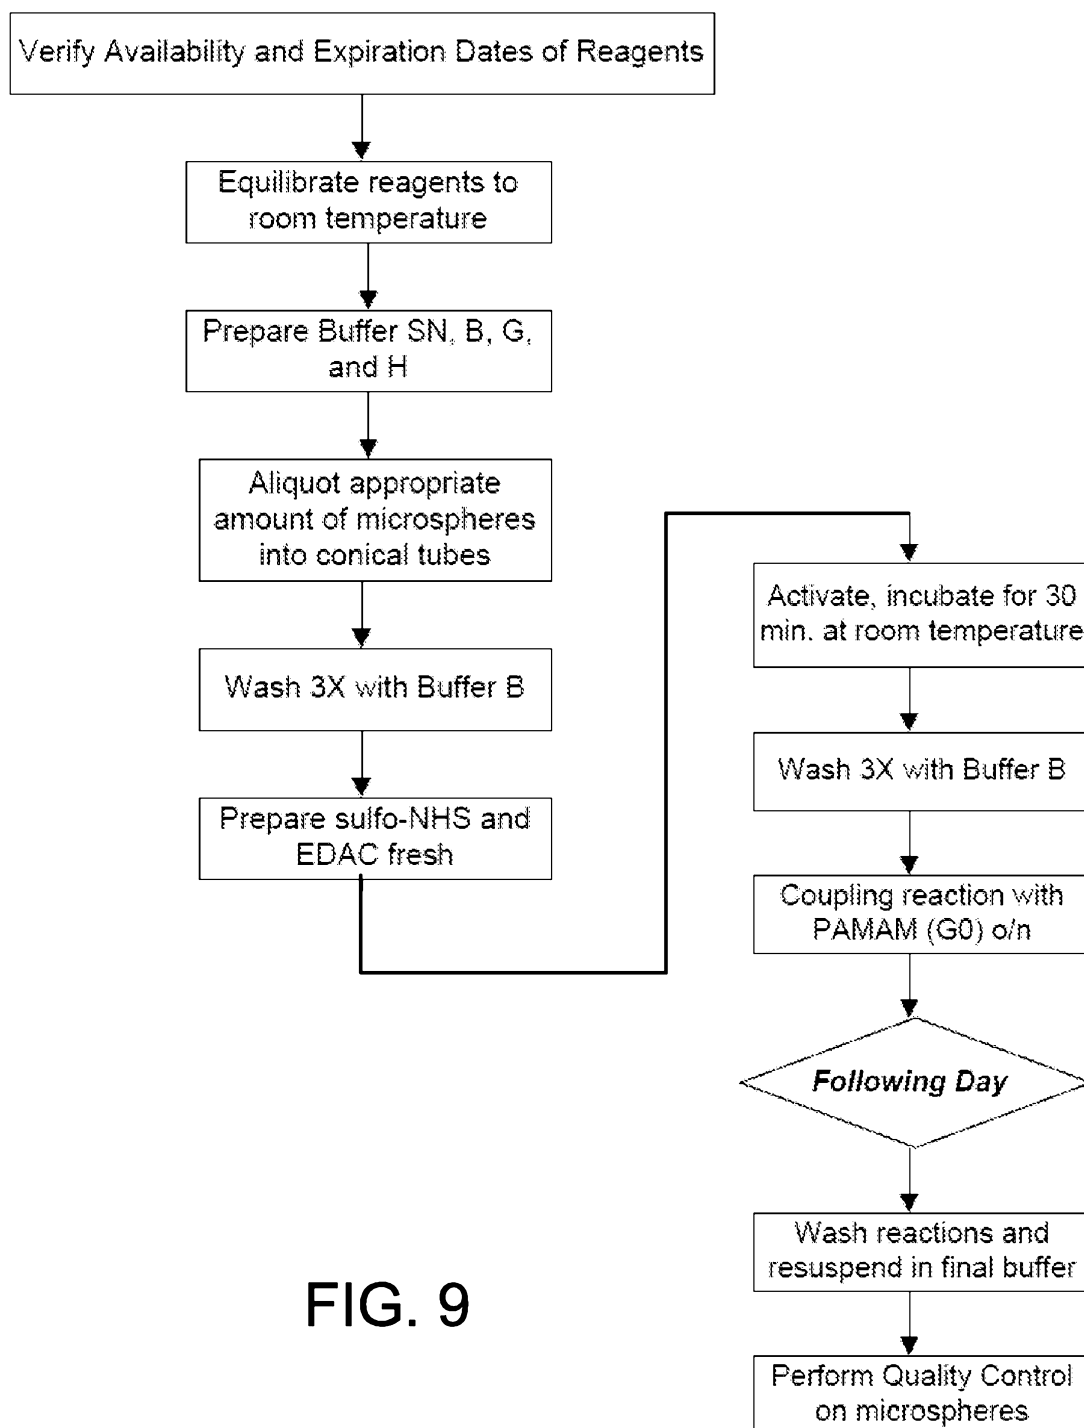 Verify Availability and Expiration Dates of Reagents
Equilibrate reagents to
room temperature
Prepare Buffer SN, B, G,
and H
Aliquot appropriate
amount of microspheres
into conical tubes
Wash 3X with Buffer B
Prepare sulfo-NHS and
EDAC fresh
Activate, incubate for 30
min. at room temperature
Wash 3X with Buffer B
Coupling reaction with
PAMAM (G0) o/n
Following Day
Wash reactions and
resuspend in final buffer
Perform Quality Control
on microspheres
FIG. 9